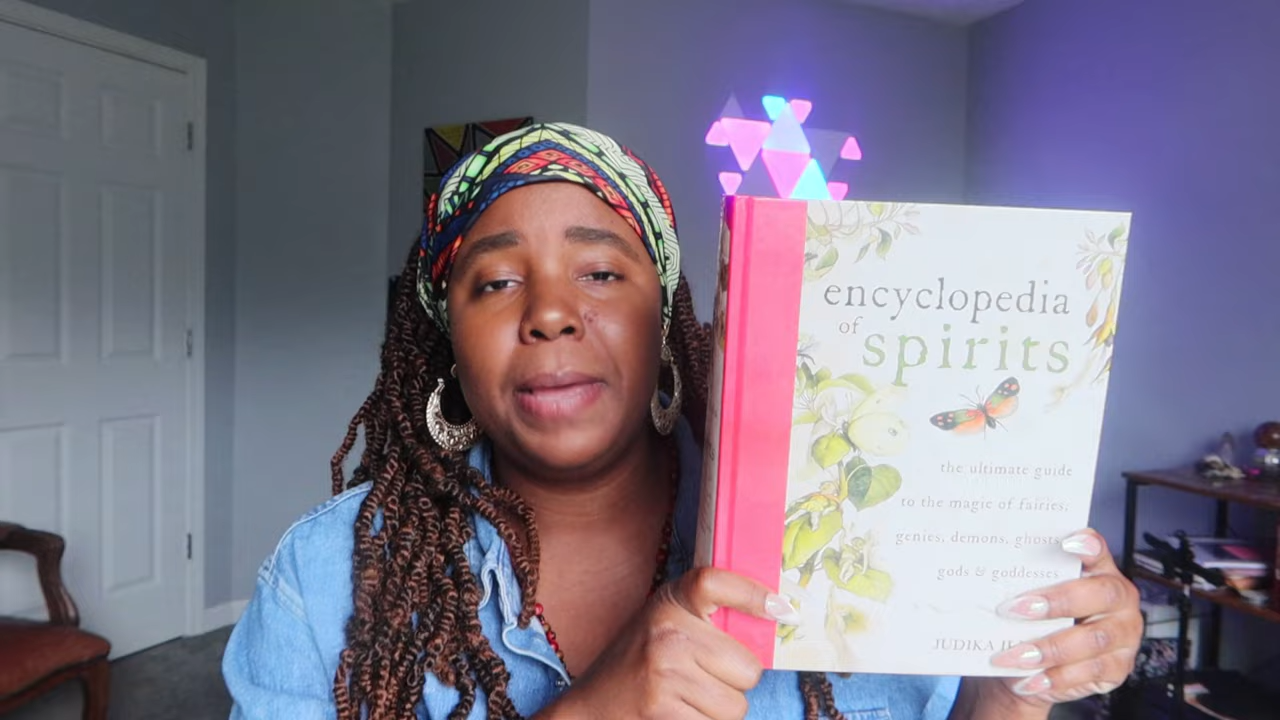 encyclopedia
of
spirits
the ultimate guide
to the magic of fairies,
genies, demons, ghosts,
gods & goddesses
JUDIKA